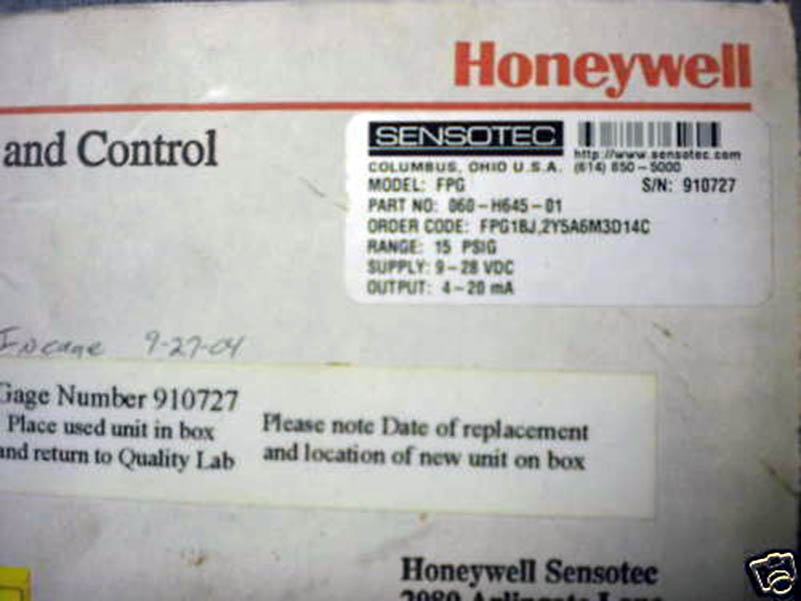 Honeywell
and Control
SENSOTEC
http://www.sensotec.com
COLUMBUS, OHIO U.S.A. (614) 850-5000
MODEL: FPG S/N: 910727
PART NO: 060-H645-01
ORDER CODE: FPG1BJ,2Y5A6M3D14C
RANGE: 15 PSIG
SUPPLY: 9-28 VDC
OUTPUT: 4-20 mA
9-27-04
Gage Number 910727
Place used unit in box
and return to Quality Lab
Please note Date of replacement
and location of new unit on box
Honeywell Sensotec
2080 Arlingate Lane